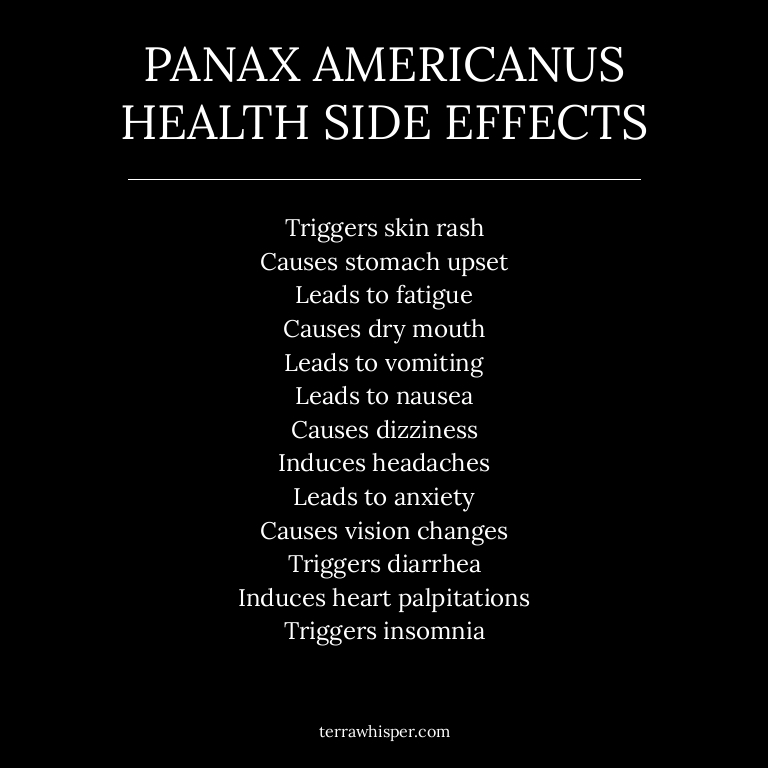 PANAX AMERICANUS
HEALTH SIDE EFFECTS
Triggers skin rash
Causes stomach upset
Leads to fatigue
Causes dry mouth
Leads to vomiting
Leads to nausea
Causes dizziness
Induces headaches
Leads to anxiety
Causes vision changes
Triggers diarrhea
Induces heart palpitations
Triggers insomnia
terrawhisper.com